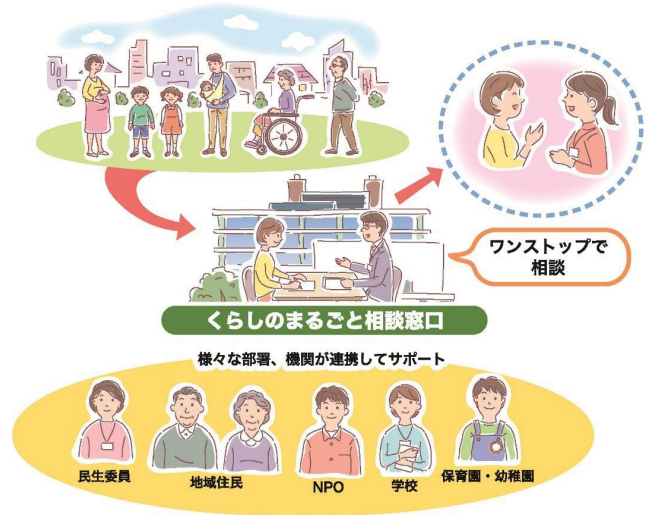 ワンストップで
相談
くらしのまるごと相談窓口
様々な部署、機関が連携してサポート
民生委員
地域住民
NPO
学校
保育園・幼稚園